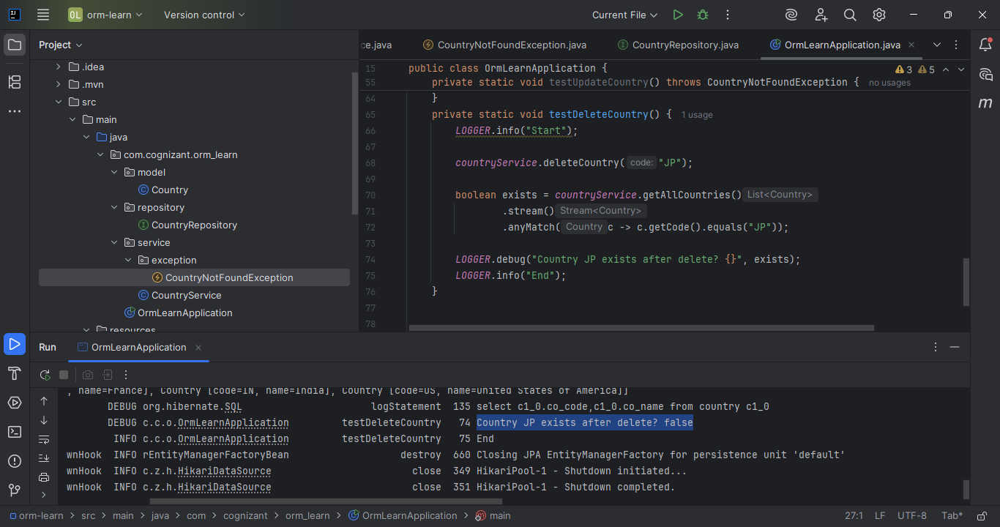 OL orm-learn Version control Current File
Project
ce.java CountryNotFoundException.java CountryRepository.java OrmLearnApplication.java
.idea
.mvn
src
main
java
com.cognizant.orm_learn
model
Country
repository
CountryRepository
service
exception
CountryNotFoundException
CountryService
OrmLearnApplication
resources
15 public class OrmLearnApplication { 3 5
55 private static void testUpdateCountry() throws CountryNotFoundException { no usages
64 }
65 private static void testDeleteCountry() { 1 usage
66 LOGGER.info("Start");
67
68 countryService.deleteCountry( code: "JP");
69
70 boolean exists = countryService.getAllCountries() List<Country>
71 .stream() Stream<Country>
72 .anyMatch( Country c -> c.getCode().equals("JP"));
73
74 LOGGER.debug("Country JP exists after delete? {}", exists);
75 LOGGER.info("End");
76 }
77
78
Run OrmLearnApplication
, name=France], Country [code=IN, name=India], Country [code=US, name=United States of America]]
DEBUG org.hibernate.SQL logStatement 135 select c1_0.co_code,c1_0.co_name from country c1_0
DEBUG c.c.o.OrmLearnApplication testDeleteCountry 74 Country JP exists after delete? false
INFO c.c.o.OrmLearnApplication testDeleteCountry 75 End
wnHook INFO rEntityManagerFactoryBean destroy 660 Closing JPA EntityManagerFactory for persistence unit 'default'
wnHook INFO c.z.h.HikariDataSource close 349 HikariPool-1 - Shutdown initiated...
wnHook INFO c.z.h.HikariDataSource close 351 HikariPool-1 - Shutdown completed.
orm-learn > src > main > java > com > cognizant > orm_learn > OrmLearnApplication > main 27:1 LF UTF-8 Tab*